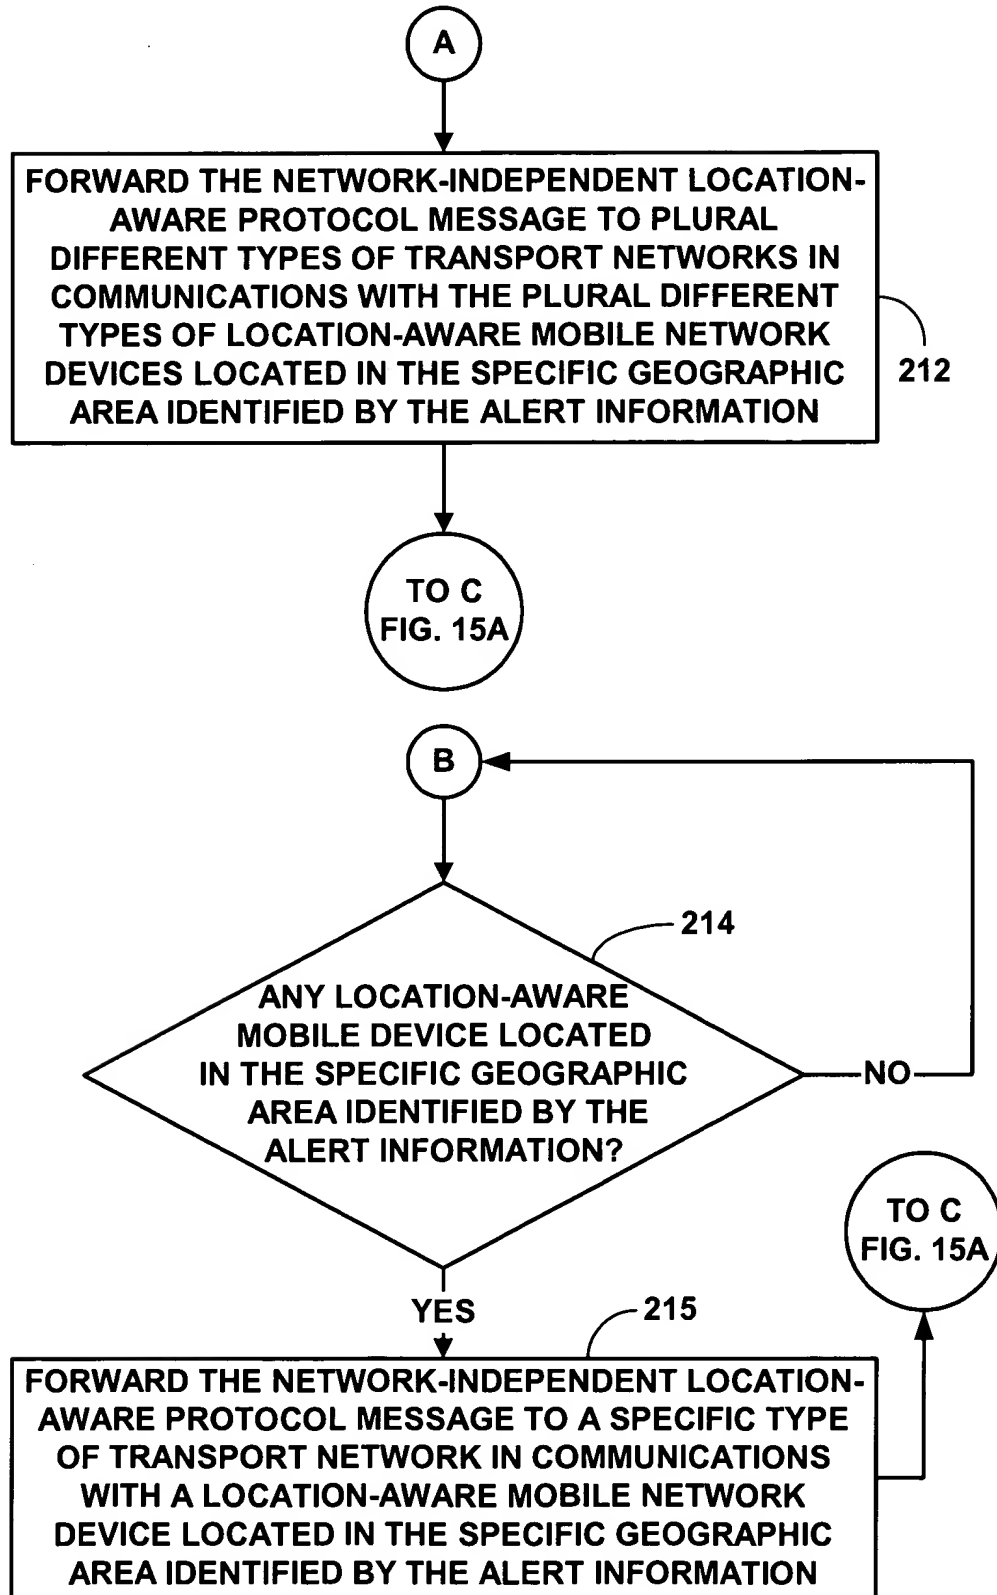 A
FORWARD THE NETWORK-INDEPENDENT LOCATION-
AWARE PROTOCOL MESSAGE TO PLURAL
DIFFERENT TYPES OF TRANSPORT NETWORKS IN
COMMUNICATIONS WITH THE PLURAL DIFFERENT
TYPES OF LOCATION-AWARE MOBILE NETWORK
DEVICES LOCATED IN THE SPECIFIC GEOGRAPHIC
AREA IDENTIFIED BY THE ALERT INFORMATION
212
TO C
FIG. 15A
B
214
ANY LOCATION-AWARE
MOBILE DEVICE LOCATED
IN THE SPECIFIC GEOGRAPHIC
AREA IDENTIFIED BY THE
ALERT INFORMATION?
NO
TO C
FIG. 15A
YES
215
FORWARD THE NETWORK-INDEPENDENT LOCATION-
AWARE PROTOCOL MESSAGE TO A SPECIFIC TYPE
OF TRANSPORT NETWORK IN COMMUNICATIONS
WITH A LOCATION-AWARE MOBILE NETWORK
DEVICE LOCATED IN THE SPECIFIC GEOGRAPHIC
AREA IDENTIFIED BY THE ALERT INFORMATION